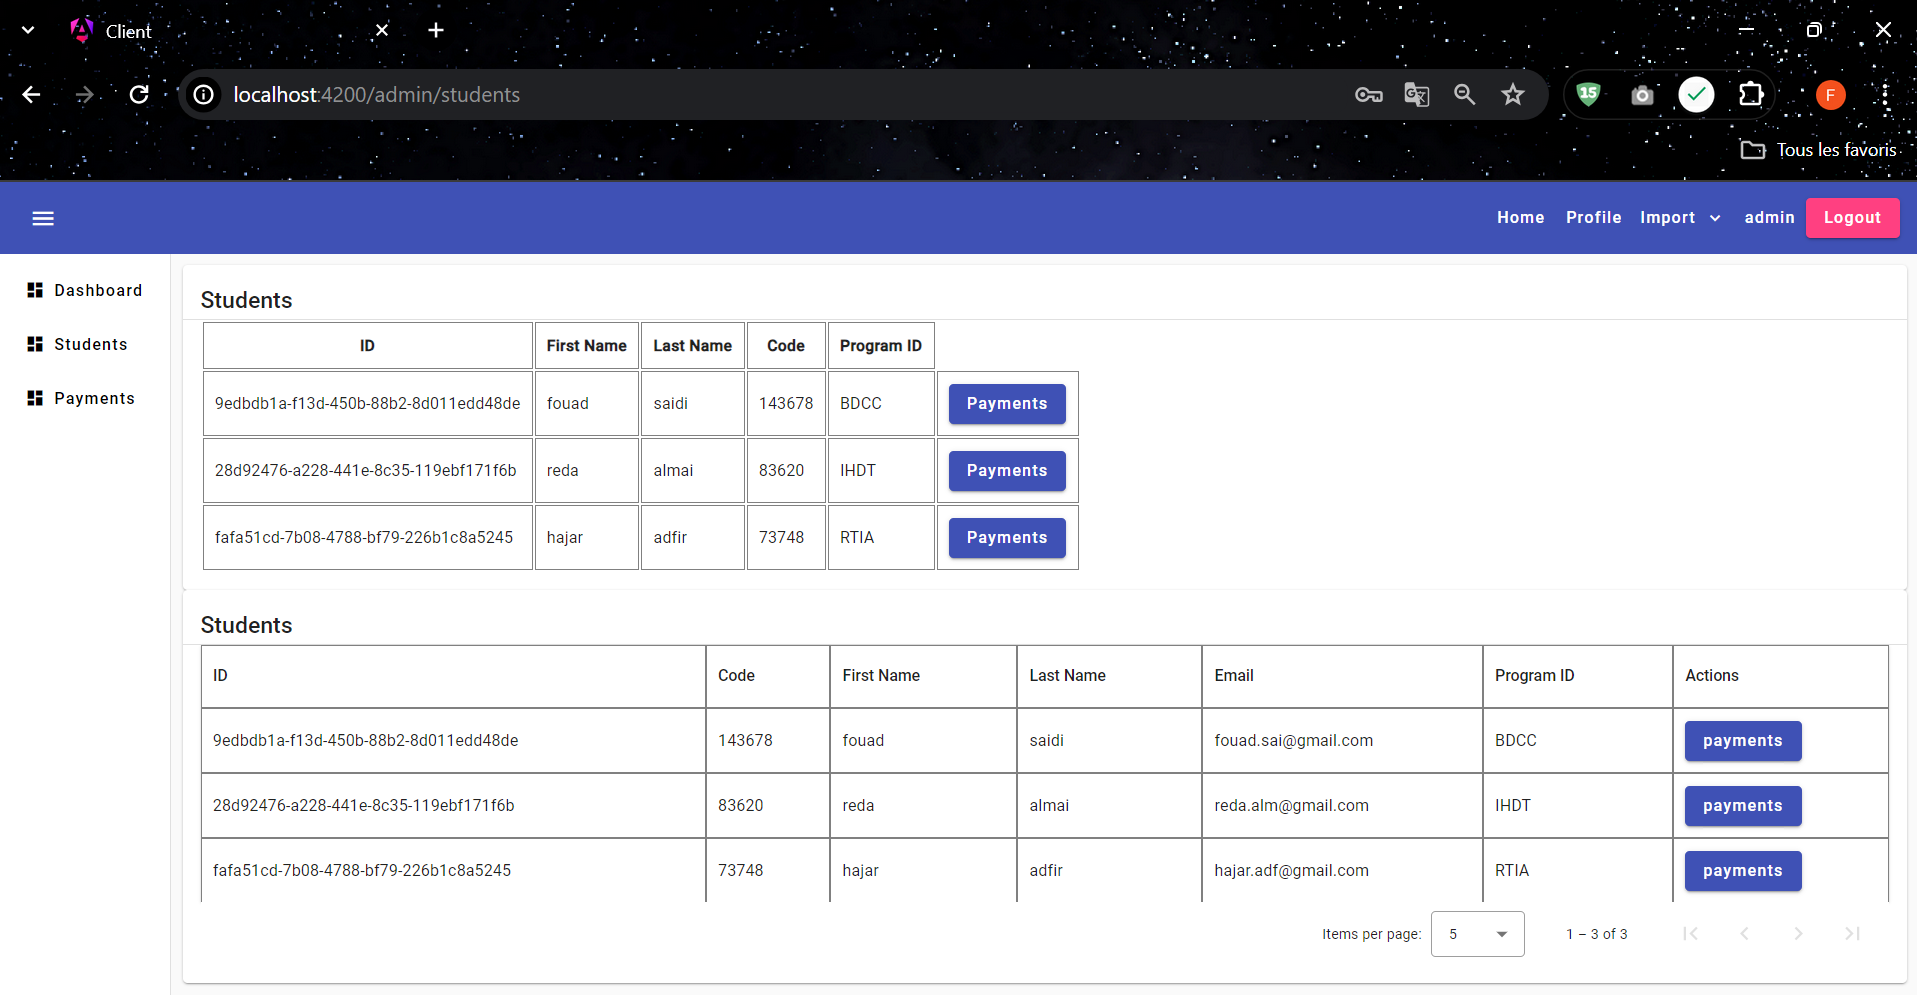 Client
localhost:4200/admin/students
15
F
Tous les favoris
Home Profile Import admin Logout
Dashboard
Students
Payments
Students
ID First Name Last Name Code Program ID
9edbdb1a-f13d-450b-88b2-8d011edd48de fouad saidi 143678 BDCC Payments
28d92476-a228-441e-8c35-119ebf171f6b reda almai 83620 IHDT Payments
fafa51cd-7b08-4788-bf79-226b1c8a5245 hajar adfir 73748 RTIA Payments
Students
ID Code First Name Last Name Email Program ID Actions
9edbdb1a-f13d-450b-88b2-8d011edd48de 143678 fouad saidi fouad.sai@gmail.com BDCC payments
28d92476-a228-441e-8c35-119ebf171f6b 83620 reda almai reda.alm@gmail.com IHDT payments
fafa51cd-7b08-4788-bf79-226b1c8a5245 73748 hajar adfir hajar.adf@gmail.com RTIA payments
Items per page: 5 1 – 3 of 3